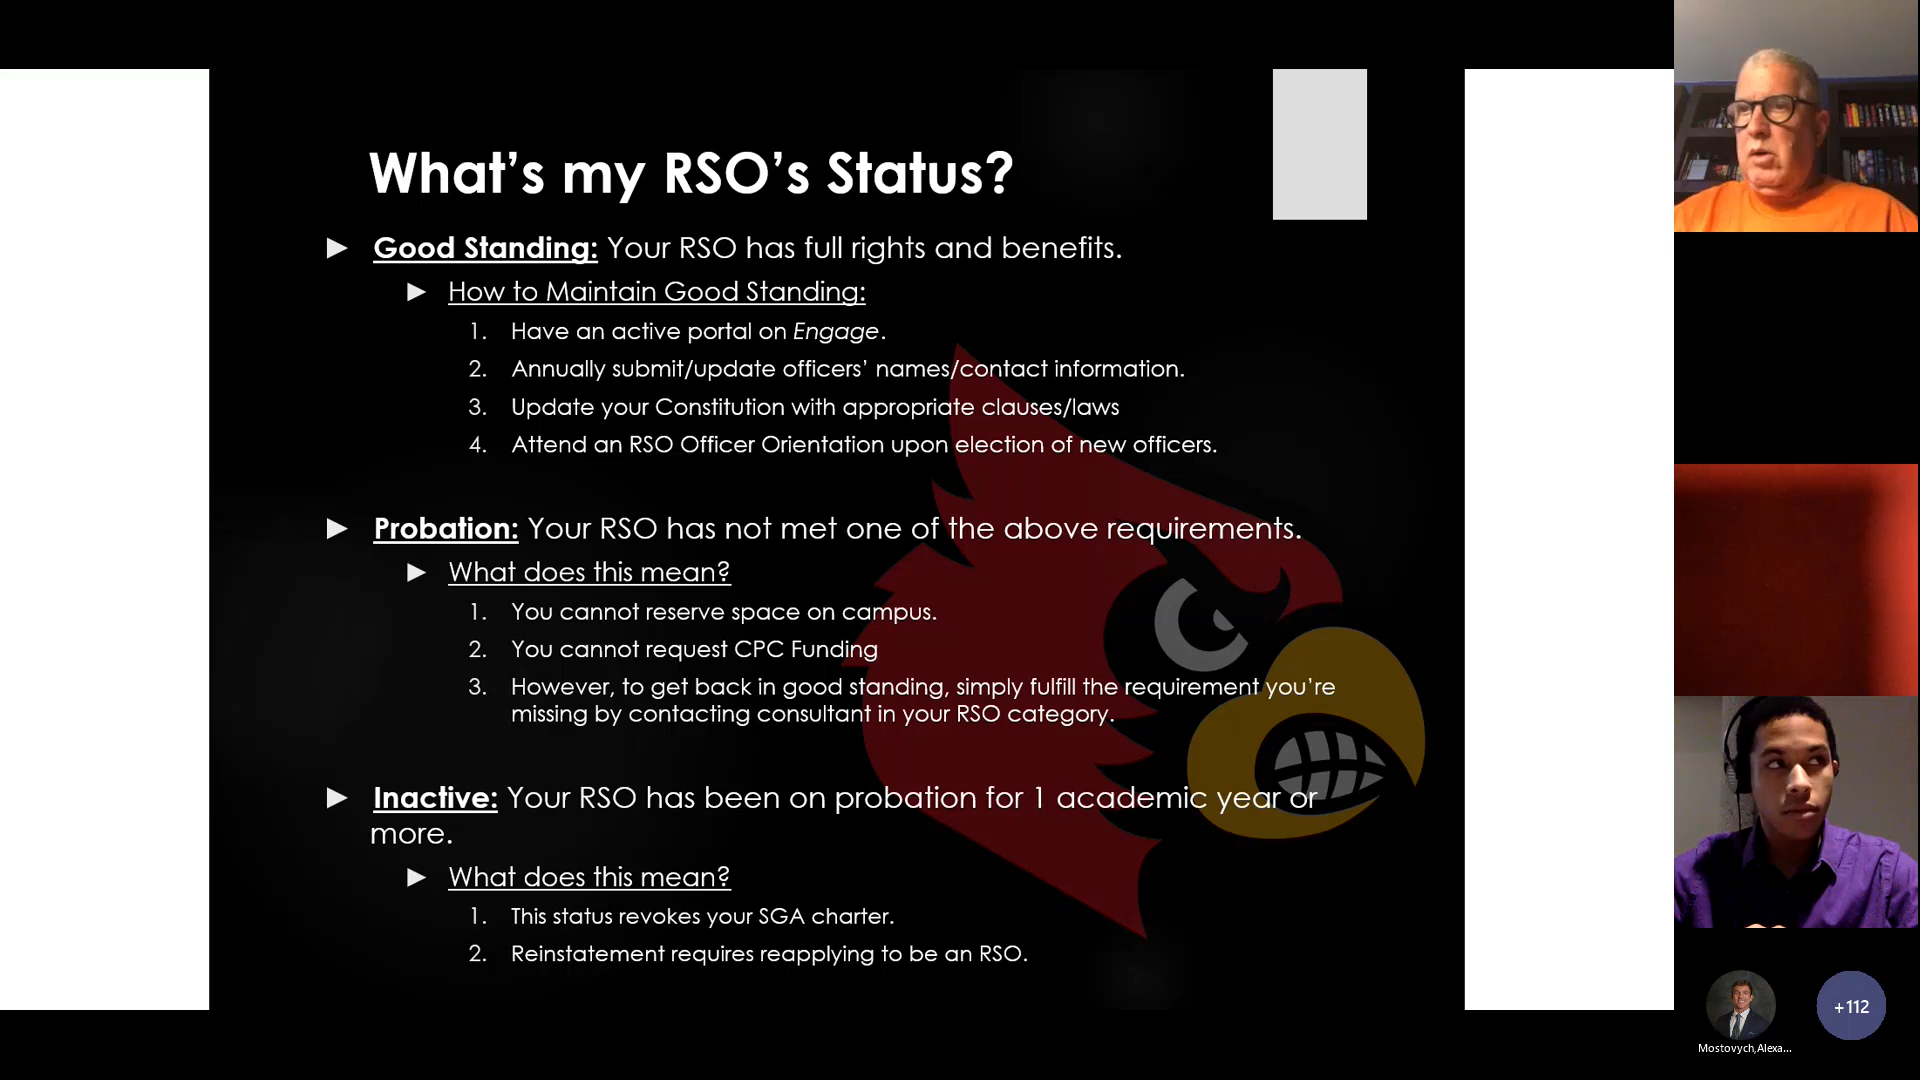 What's my RSO's Status?
► Good Standing: Your RSO has full rights and benefits.
► How to Maintain Good Standing:
1. Have an active portal on Engage.
2. Annually submit/update officers' names/contact information.
3. Update your Constitution with appropriate clauses/laws
4. Attend an RSO Officer Orientation upon election of new officers.
► Probation: Your RSO has not met one of the above requirements.
► What does this mean?
1. You cannot reserve space on campus.
2. You cannot request CPC Funding
3. However, to get back in good standing, simply fulfill the requirement you're
missing by contacting consultant in your RSO category.
► Inactive: Your RSO has been on probation for 1 academic year or
more.
► What does this mean?
1. This status revokes your SGA charter.
2. Reinstatement requires reapplying to be an RSO.
+112
Mostovych,Alexa...